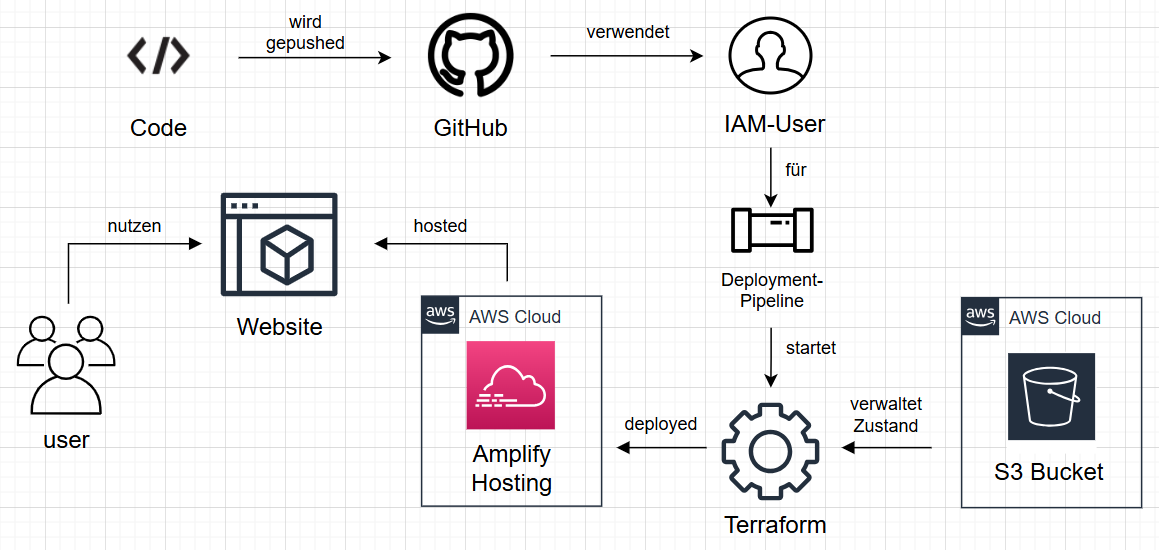 wird
gepushed
verwendet
Code
GitHub
IAM-User
für
nutzen
hosted
Deployment-
Pipeline
Website
aws
AWS Cloud
aws
AWS Cloud
startet
verwaltet
Zustand
deployed
user
Amplify
Hosting
S3 Bucket
Terraform